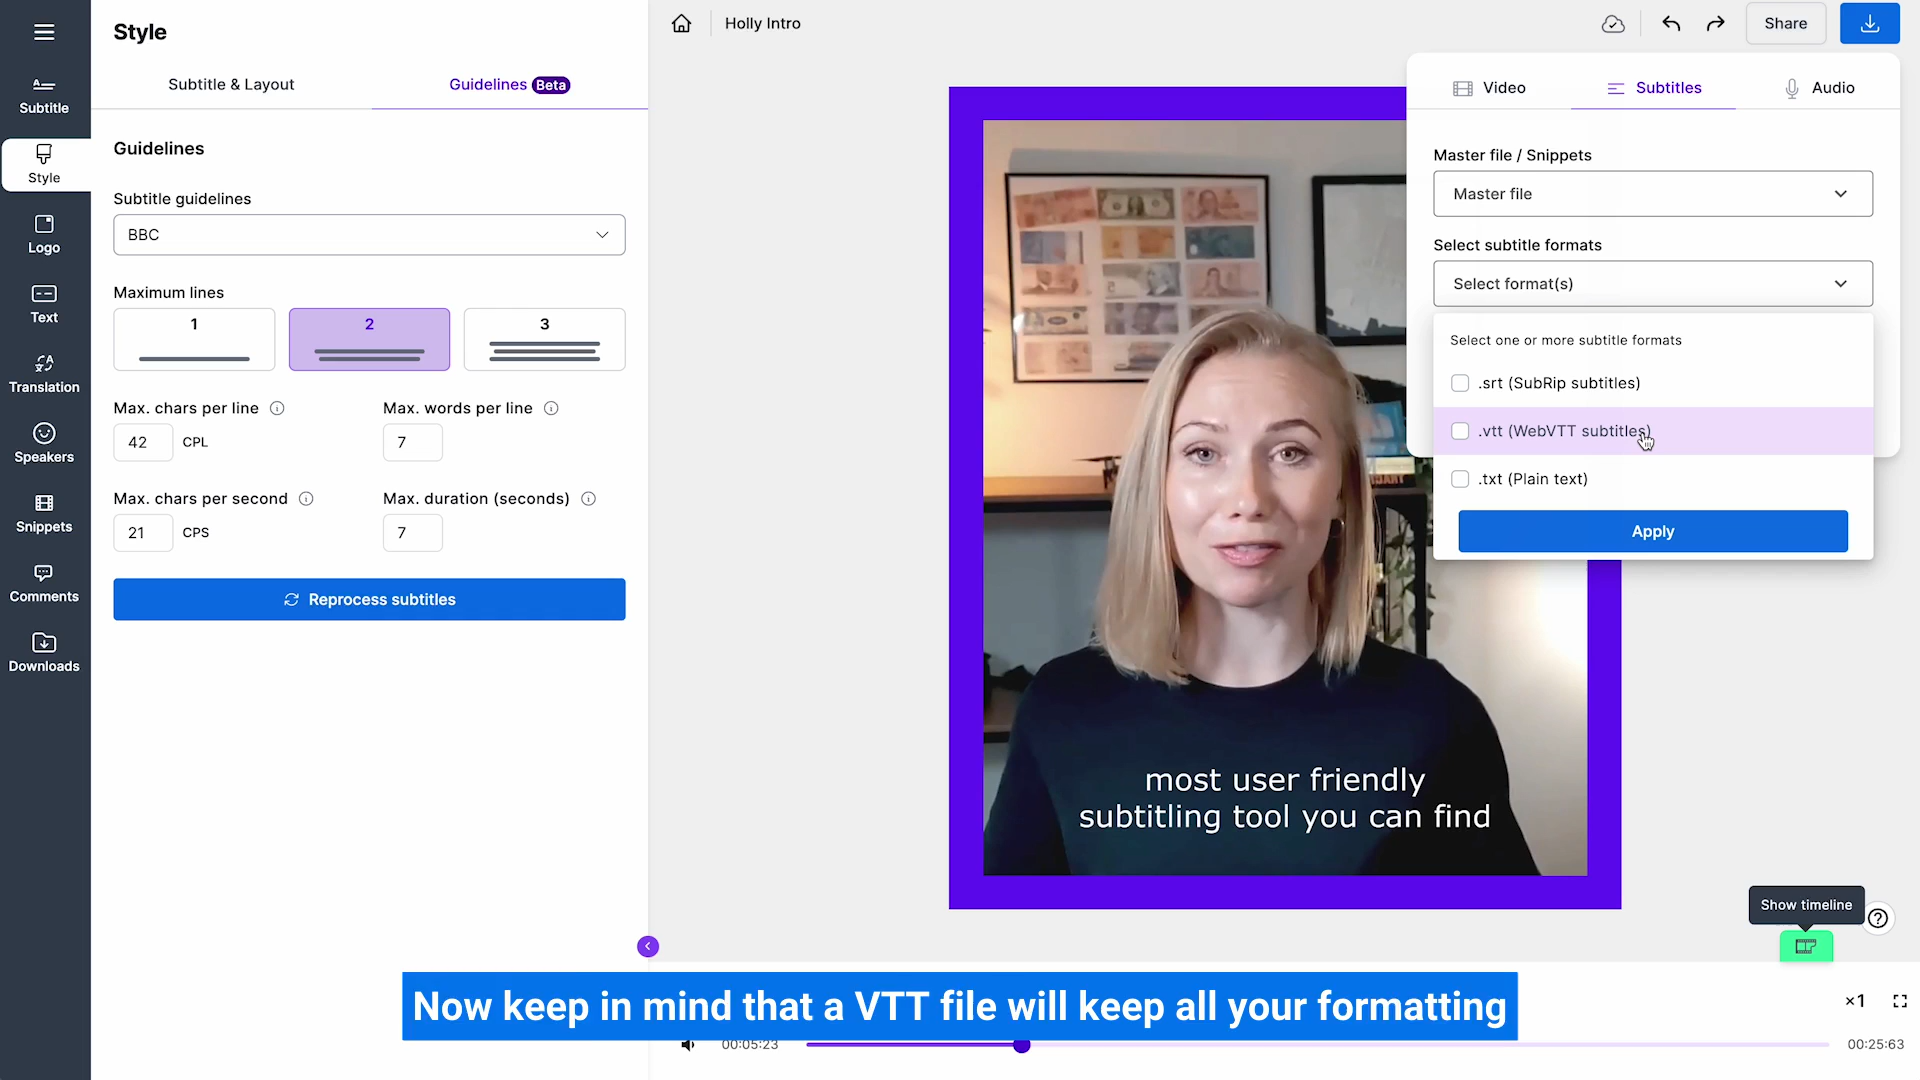 Subtitle
Style
Logo
Text
Translation
Speakers
Snippets
Comments
Downloads
Style
Subtitle & Layout
Guidelines Beta
Guidelines
Subtitle guidelines
BBC
Maximum lines
1
2
3
Max. chars per line
42 CPL
Max. words per line
7
Max. chars per second
21 CPS
Max. duration (seconds)
7
Reprocess subtitles
Holly Intro
Share
Video
Subtitles
Audio
Master file / Snippets
Master file
Select subtitle formats
Select format(s)
Select one or more subtitle formats
.srt (SubRip subtitles)
.vtt (WebVTT subtitles)
.txt (Plain text)
Apply
most user friendly
subtitling tool you can find
Show timeline
Now keep in mind that a VTT file will keep all your formatting
×1
00:05:23
00:25:63